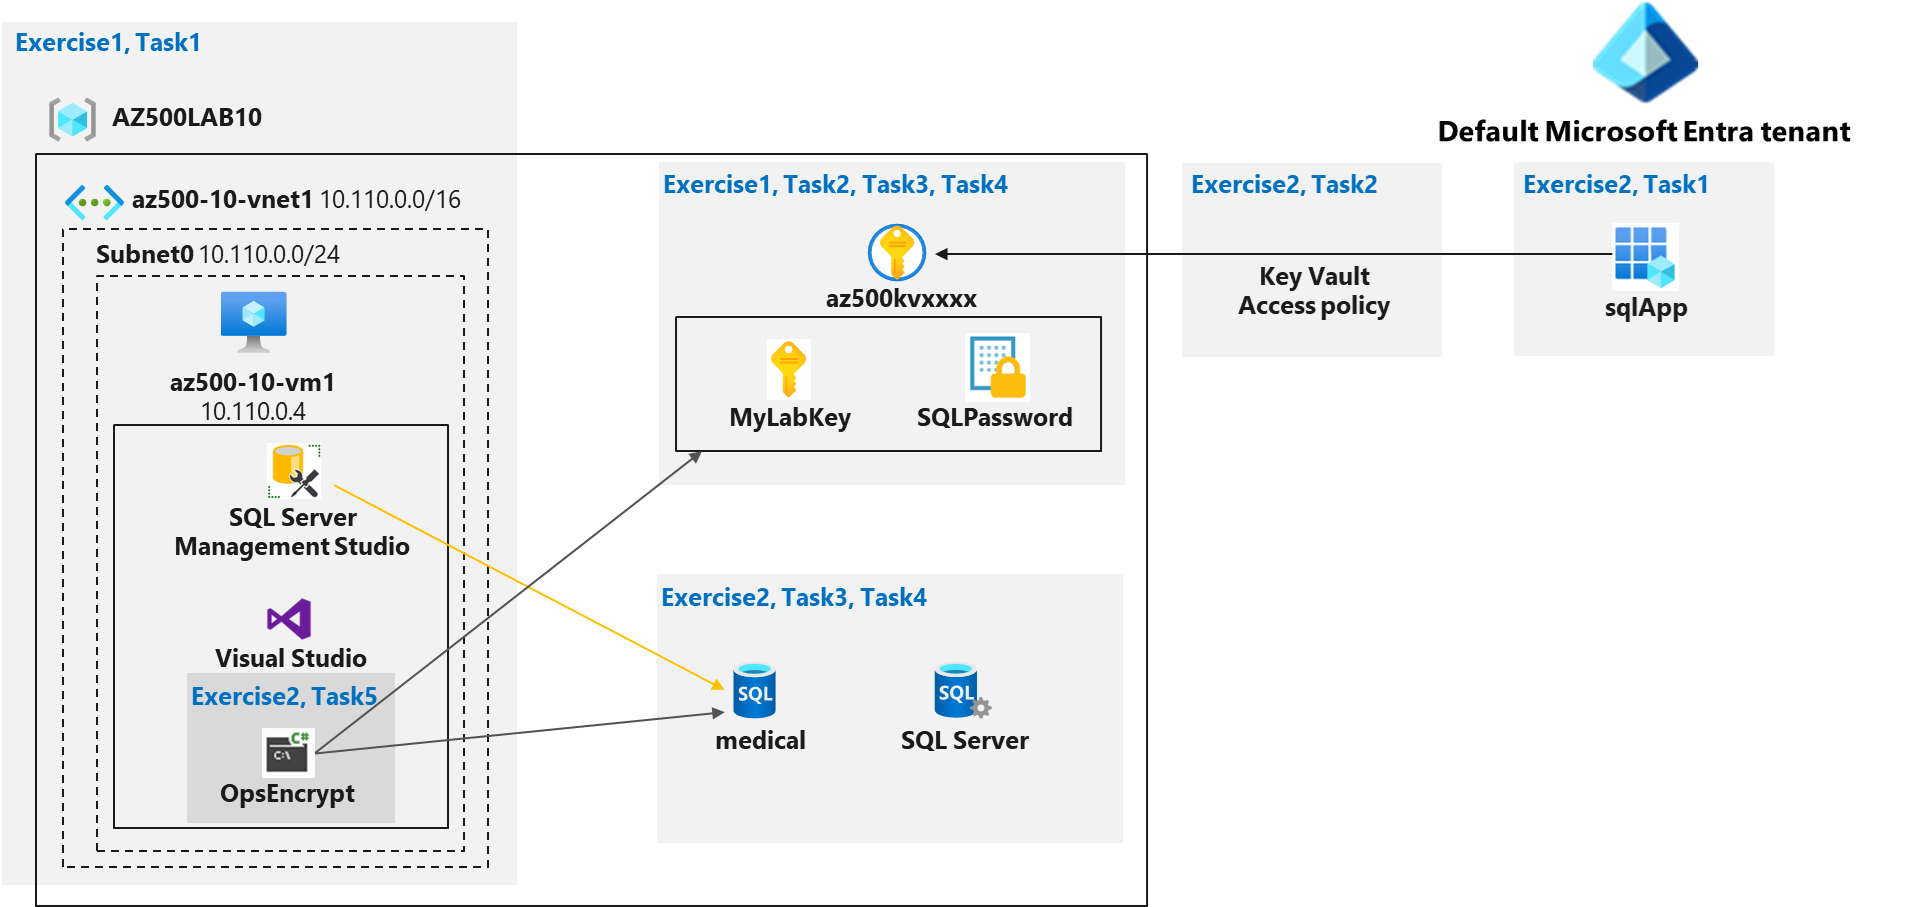 Exercise1, Task1
AZ500LAB10
az500-10-vnet1 10.110.0.0/16
Subnet0 10.110.0.0/24
az500-10-vm1
10.110.0.4
SQL Server
Management Studio
Visual Studio
Exercise2, Task5
C#
C:\
OpsEncrypt
Exercise1, Task2, Task3, Task4
az500kvxxxx
MyLabKey
SQLPassword
Exercise2, Task3, Task4
SQL
medical
SQL
SQL Server
Exercise2, Task2
Key Vault
Access policy
Default Microsoft Entra tenant
Exercise2, Task1
sqlApp